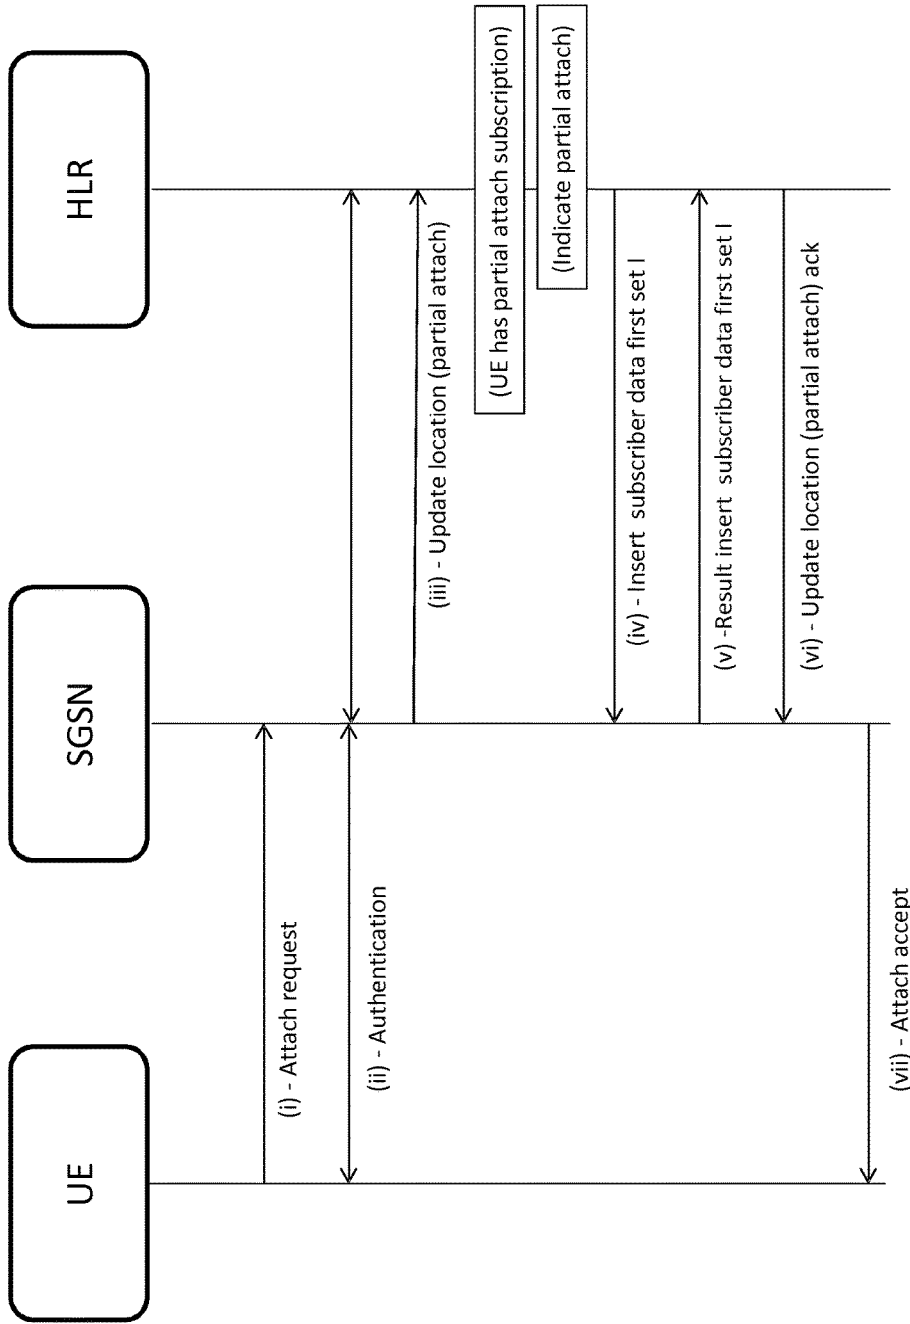 UE
SGSN
HLR
(i) - Attach request
(ii) - Authentication
(iii) - Update location (partial attach)
(UE has partial attach subscription)
(Indicate partial attach)
(iv) - Insert subscriber data first set I
(v) -Result insert subscriber data first set I
(vi) - Update location (partial attach) ack
(vii) - Attach accept